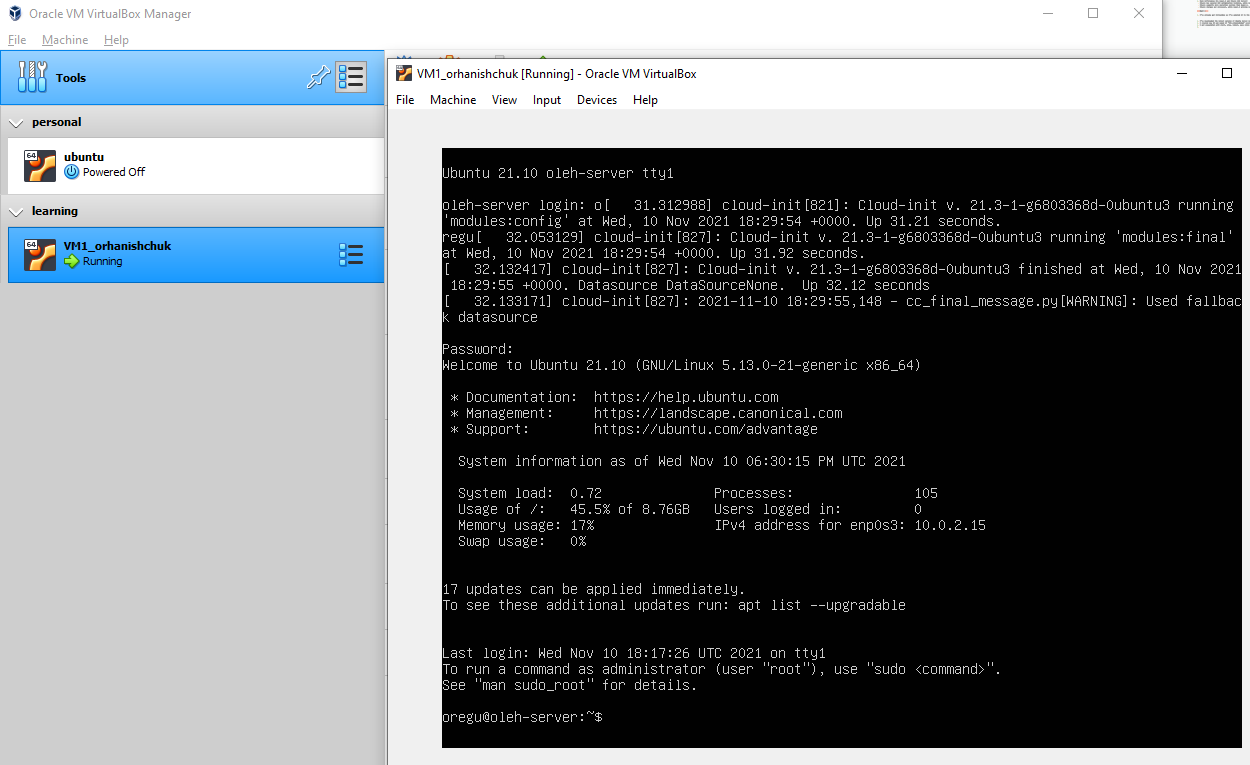 Oracle VM VirtualBox Manager
File Machine Help
Tools
personal
64
ubuntu
Powered Off
learning
64
VM1_orhanishchuk
Running
VM1_orhanishchuk [Running] - Oracle VM VirtualBox
File Machine View Input Devices Help
Ubuntu 21.10 oleh-server tty1
oleh-server login: o[   31.312988] cloud-init[821]: Cloud-init v. 21.3-1-g6803368d-0ubuntu3 running
'modules:config' at Wed, 10 Nov 2021 18:29:54 +0000. Up 31.21 seconds.
regu[   32.053129] cloud-init[827]: Cloud-init v. 21.3-1-g6803368d-0ubuntu3 running 'modules:final'
at Wed, 10 Nov 2021 18:29:54 +0000. Up 31.92 seconds.
[   32.132417] cloud-init[827]: Cloud-init v. 21.3-1-g6803368d-0ubuntu3 finished at Wed, 10 Nov 2021
18:29:55 +0000. Datasource DataSourceNone.  Up 32.12 seconds
[   32.133171] cloud-init[827]: 2021-11-10 18:29:55,148 - cc_final_message.py[WARNING]: Used fallbac
k datasource
Password:
Welcome to Ubuntu 21.10 (GNU/Linux 5.13.0-21-generic x86_64)
* Documentation:  https://help.ubuntu.com
* Management:     https://landscape.canonical.com
* Support:        https://ubuntu.com/advantage
System information as of Wed Nov 10 06:30:15 PM UTC 2021
System load:  0.72              Processes:               105
Usage of /:   45.5% of 8.76GB   Users logged in:         0
Memory usage: 17%               IPv4 address for enp0s3: 10.0.2.15
Swap usage:   0%
17 updates can be applied immediately.
To see these additional updates run: apt list --upgradable
Last login: Wed Nov 10 18:17:26 UTC 2021 on tty1
To run a command as administrator (user "root"), use "sudo <command>".
See "man sudo_root" for details.
oregu@oleh-server:~$